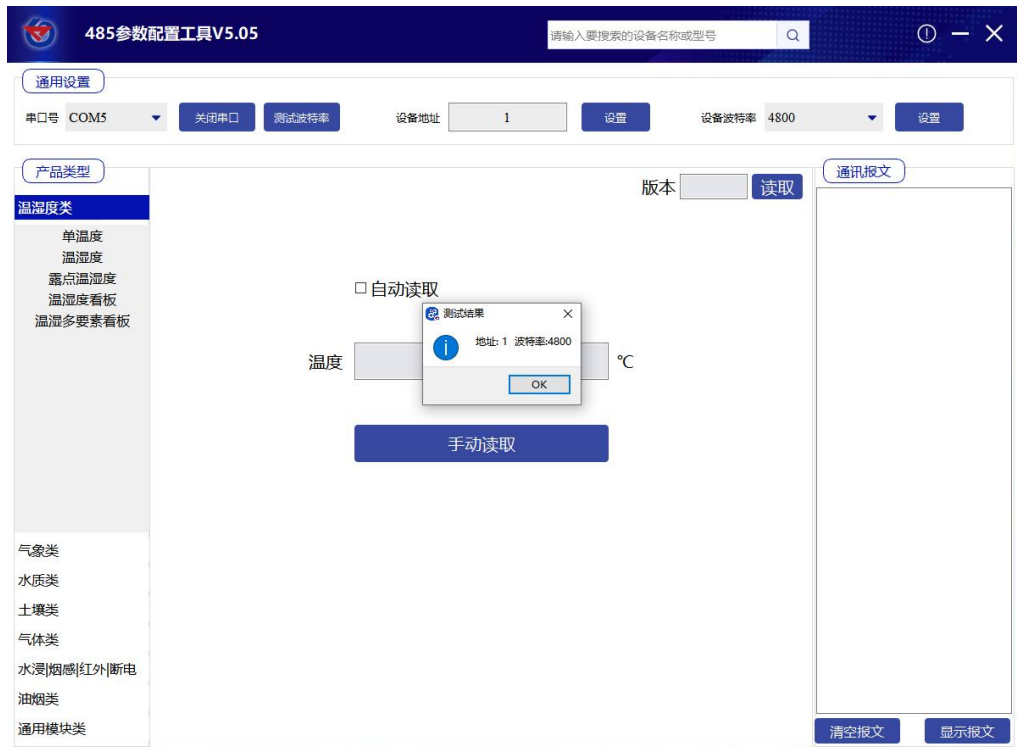 485参数配置工具V5.05
请输入要搜索的设备名称或型号
通用设置
串口号 COM5 关闭串口 测试波特率 设备地址 1 设置 设备波特率 4800 设置
产品类型
温湿度类
单温度
温湿度
露点温湿度
温湿度看板
温湿多要素看板
气象类
水质类
土壤类
气体类
水浸|烟感|红外|断电
油烟类
通用模块类
版本 读取
自动读取
测试结果
地址: 1 波特率:4800
OK
温度 ℃
手动读取
通讯报文
清空报文 显示报文